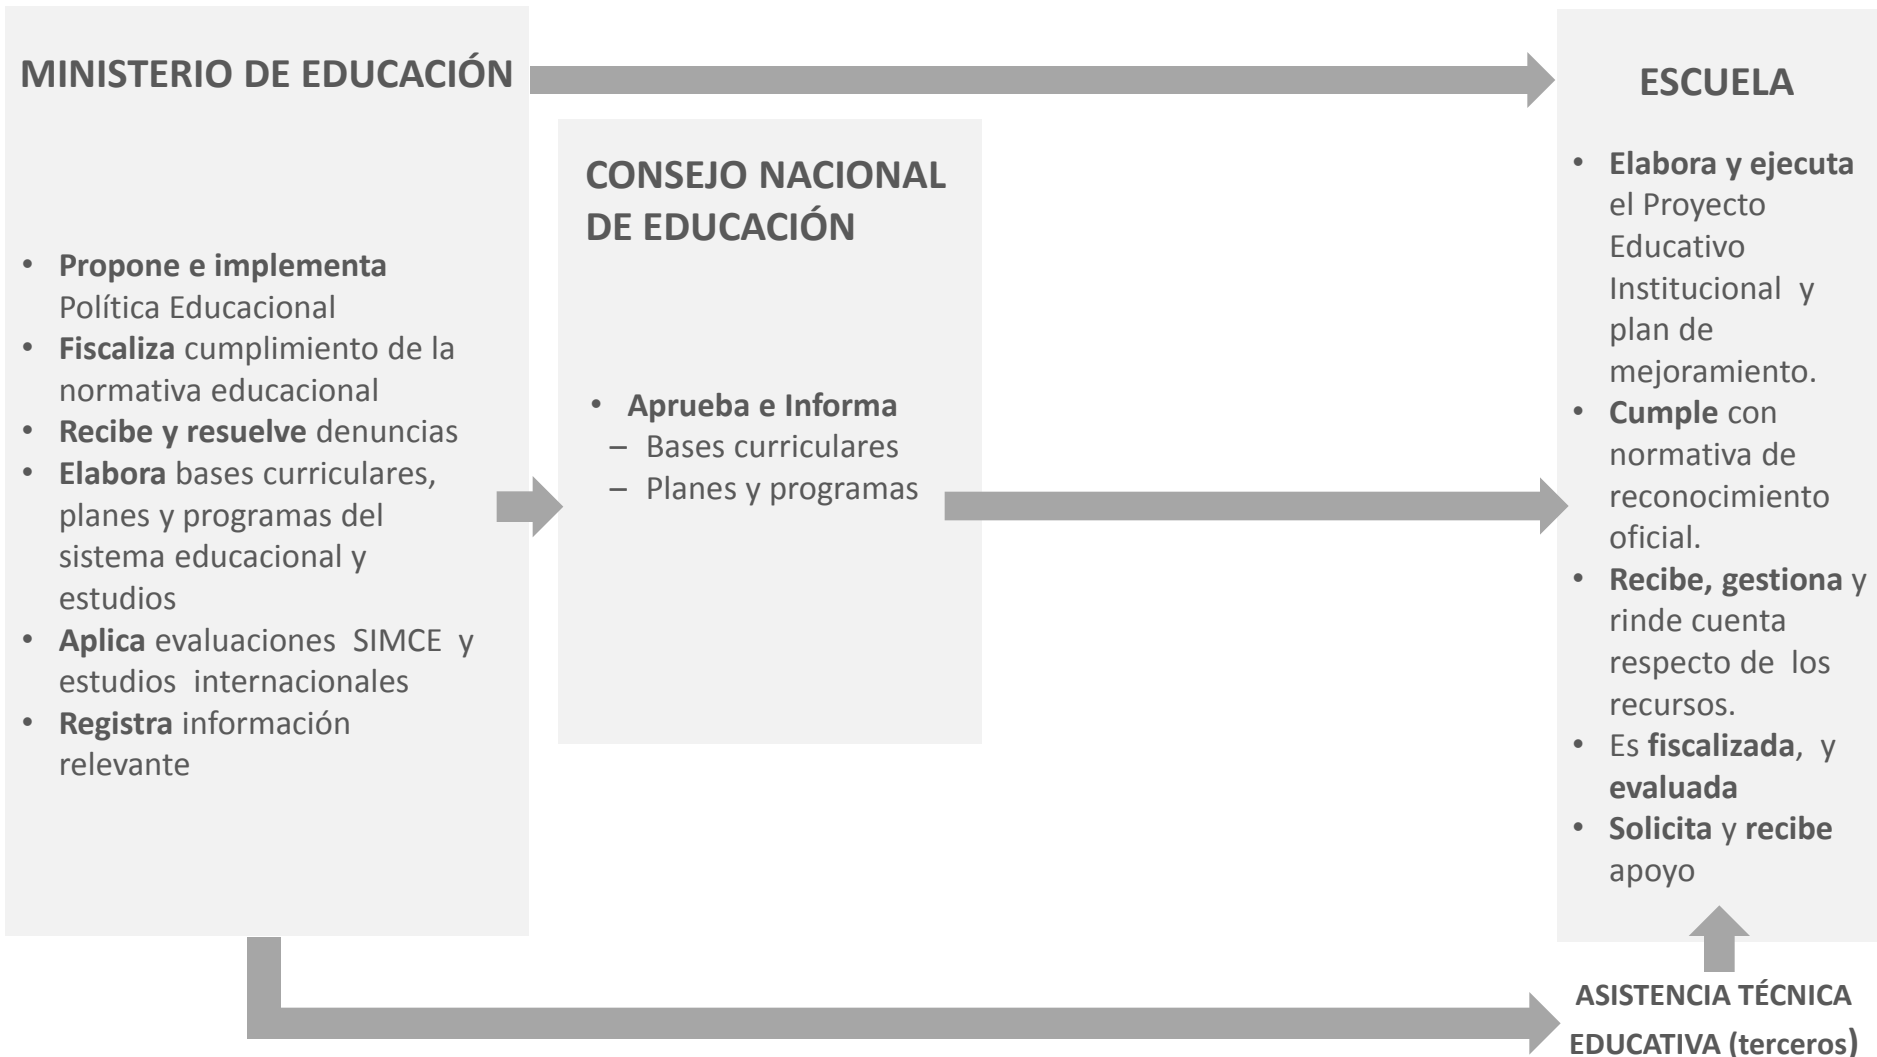 MINISTERIO DE EDUCACIÓN
• Propone e implementa
Política Educacional
• Fiscaliza cumplimiento de la
normativa educacional
• Recibe y resuelve denuncias
• Elabora bases curriculares,
planes y programas del
sistema educacional y
estudios
• Aplica evaluaciones SIMCE y
estudios internacionales
• Registra información
relevante
CONSEJO NACIONAL
DE EDUCACIÓN
• Aprueba e Informa
– Bases curriculares
– Planes y programas
ESCUELA
• Elabora y ejecuta
el Proyecto
Educativo
Institucional y
plan de
mejoramiento.
• Cumple con
normativa de
reconocimiento
oficial.
• Recibe, gestiona y
rinde cuenta
respecto de los
recursos.
• Es fiscalizada, y
evaluada
• Solicita y recibe
apoyo
ASISTENCIA TÉCNICA
EDUCATIVA (terceros)